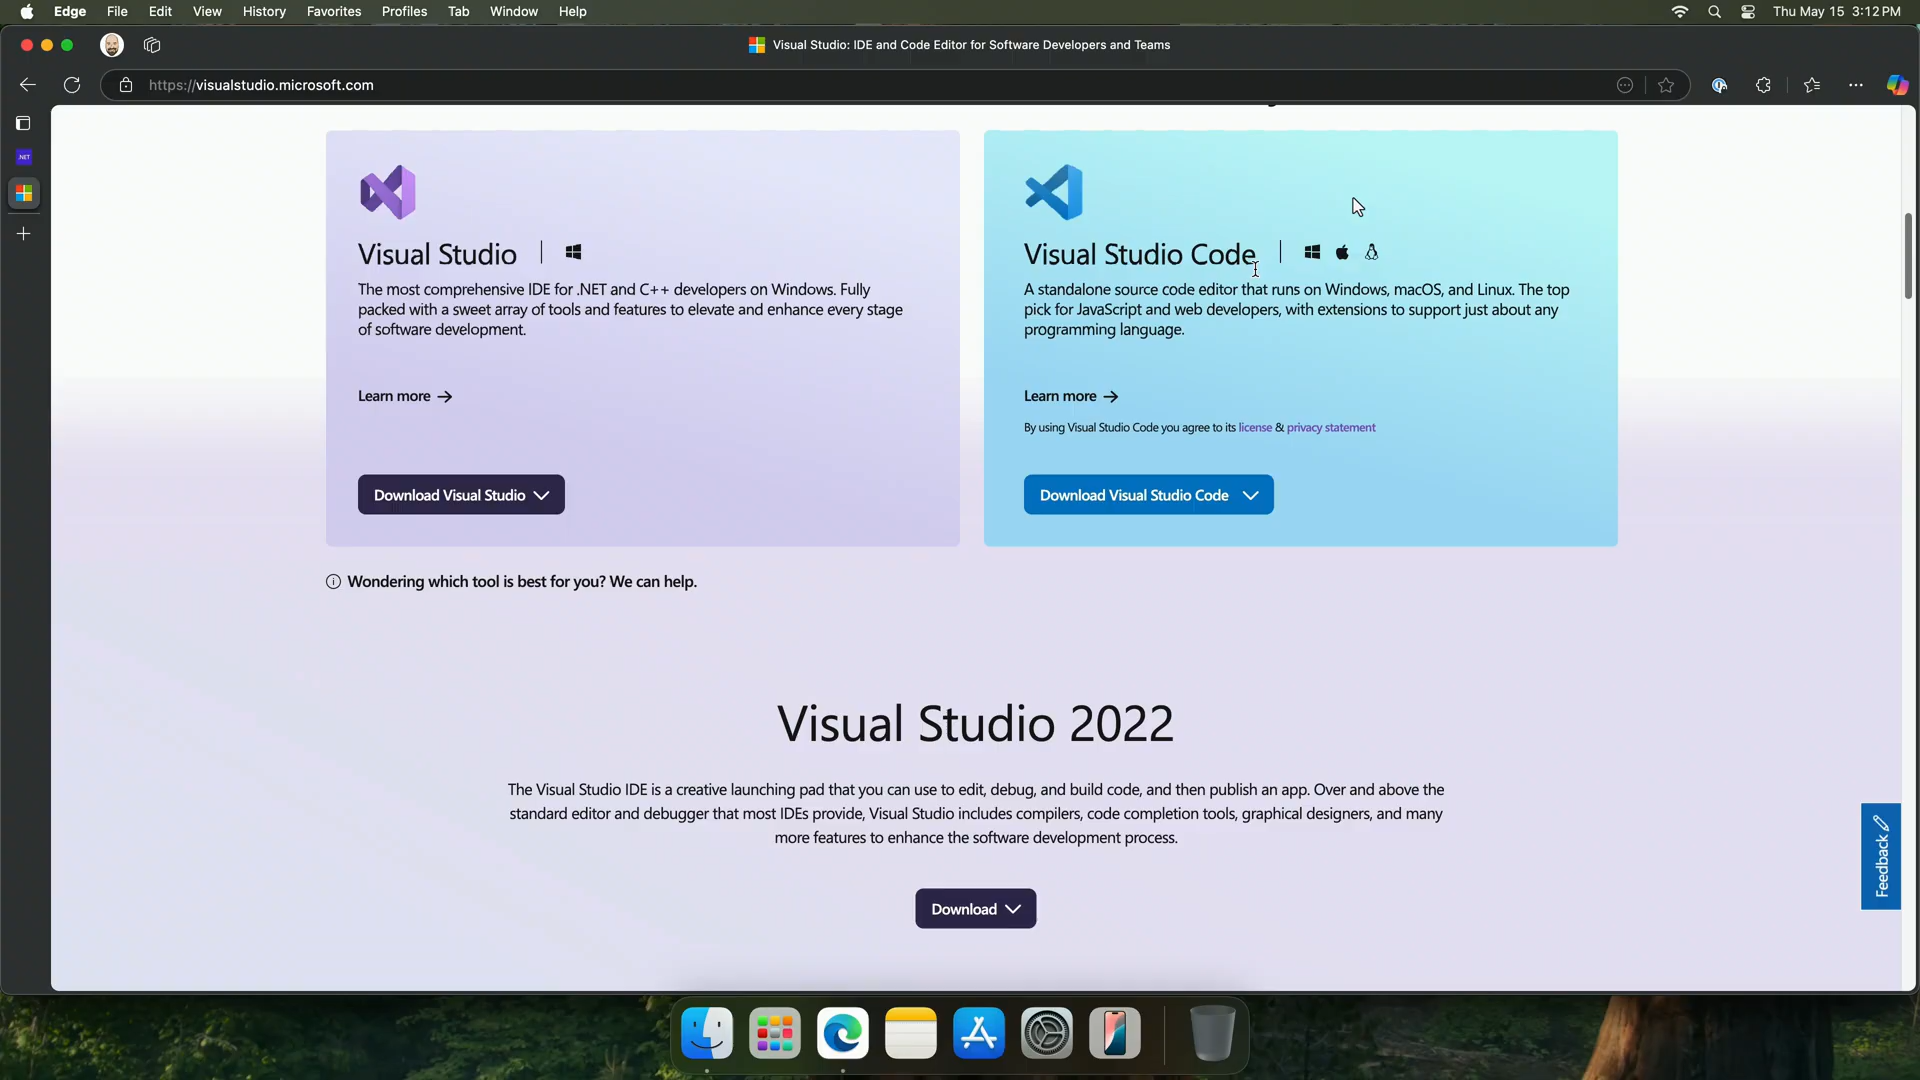 Edge File Edit View History Favorites Profiles Tab Window Help
Thu May 15 3:12 PM
Visual Studio: IDE and Code Editor for Software Developers and Teams
https://visualstudio.microsoft.com
.NET
Visual Studio
The most comprehensive IDE for .NET and C++ developers on Windows. Fully
packed with a sweet array of tools and features to elevate and enhance every stage
of software development.
Learn more
Download Visual Studio
Visual Studio Code
A standalone source code editor that runs on Windows, macOS, and Linux. The top
pick for JavaScript and web developers, with extensions to support just about any
programming language.
Learn more
By using Visual Studio Code you agree to its license & privacy statement
Download Visual Studio Code
Wondering which tool is best for you? We can help.
Visual Studio 2022
The Visual Studio IDE is a creative launching pad that you can use to edit, debug, and build code, and then publish an app. Over and above the
standard editor and debugger that most IDEs provide, Visual Studio includes compilers, code completion tools, graphical designers, and many
more features to enhance the software development process.
Download
Feedback